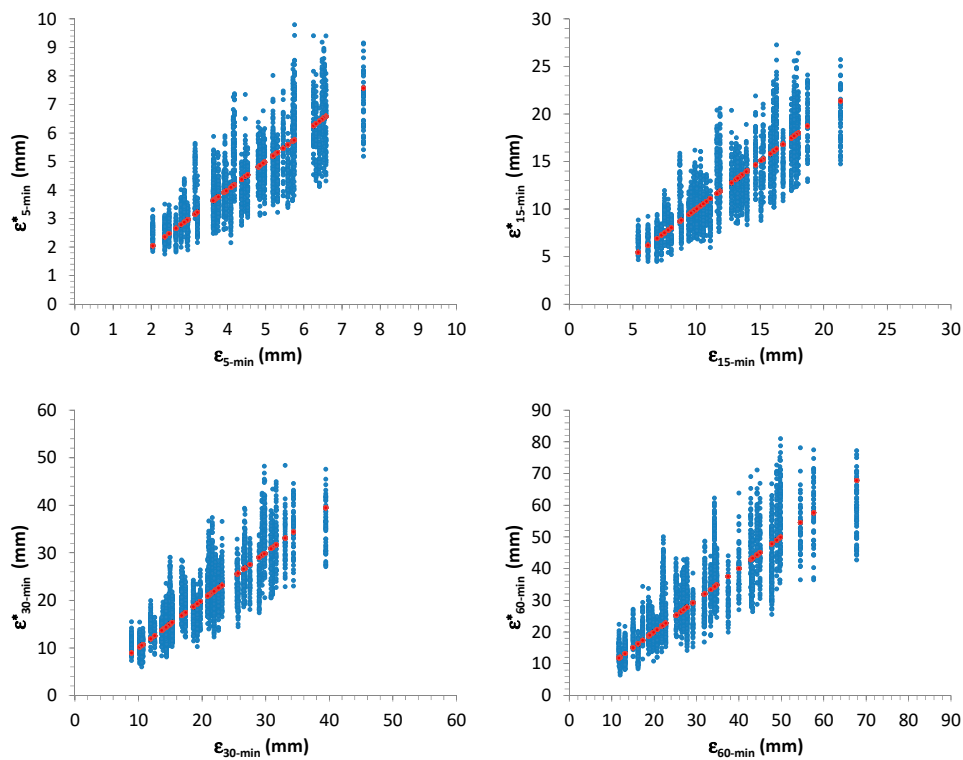 10
9
8
7
6
5
4
3
2
1
0
ε*5-min (mm)
0 1 2 3 4 5 6 7 8 9 10
ε5-min (mm)
30
25
20
15
10
5
0
ε*15-min (mm)
0 5 10 15 20 25 30
ε15-min (mm)
60
50
40
30
20
10
0
ε*30-min (mm)
0 10 20 30 40 50 60
ε30-min (mm)
90
80
70
60
50
40
30
20
10
0
ε*60-min (mm)
0 10 20 30 40 50 60 70 80 90
ε60-min (mm)